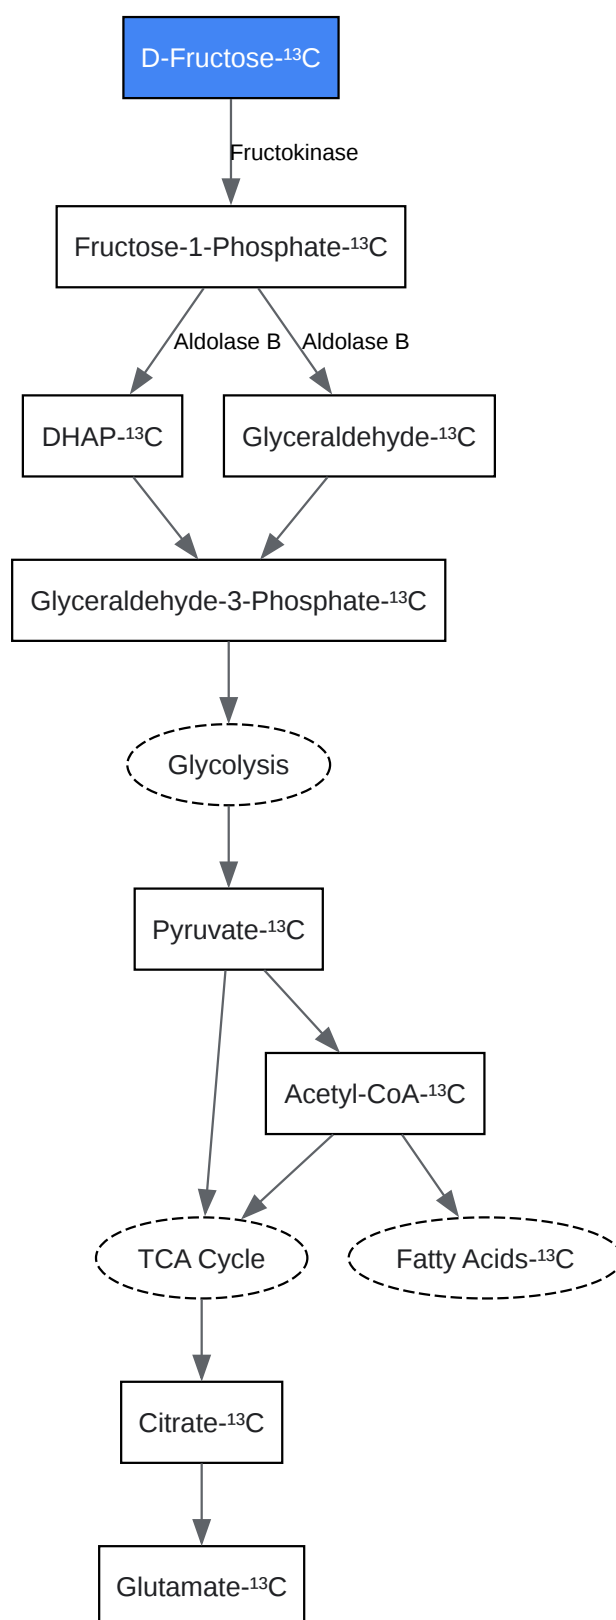 D-Fructose-¹³C
Fructokinase
Fructose-1-Phosphate-¹³C
Aldolase B
Aldolase B
DHAP-¹³C
Glyceraldehyde-¹³C
Glyceraldehyde-3-Phosphate-¹³C
Glycolysis
Pyruvate-¹³C
Acetyl-CoA-¹³C
TCA Cycle
Fatty Acids-¹³C
Citrate-¹³C
Glutamate-¹³C